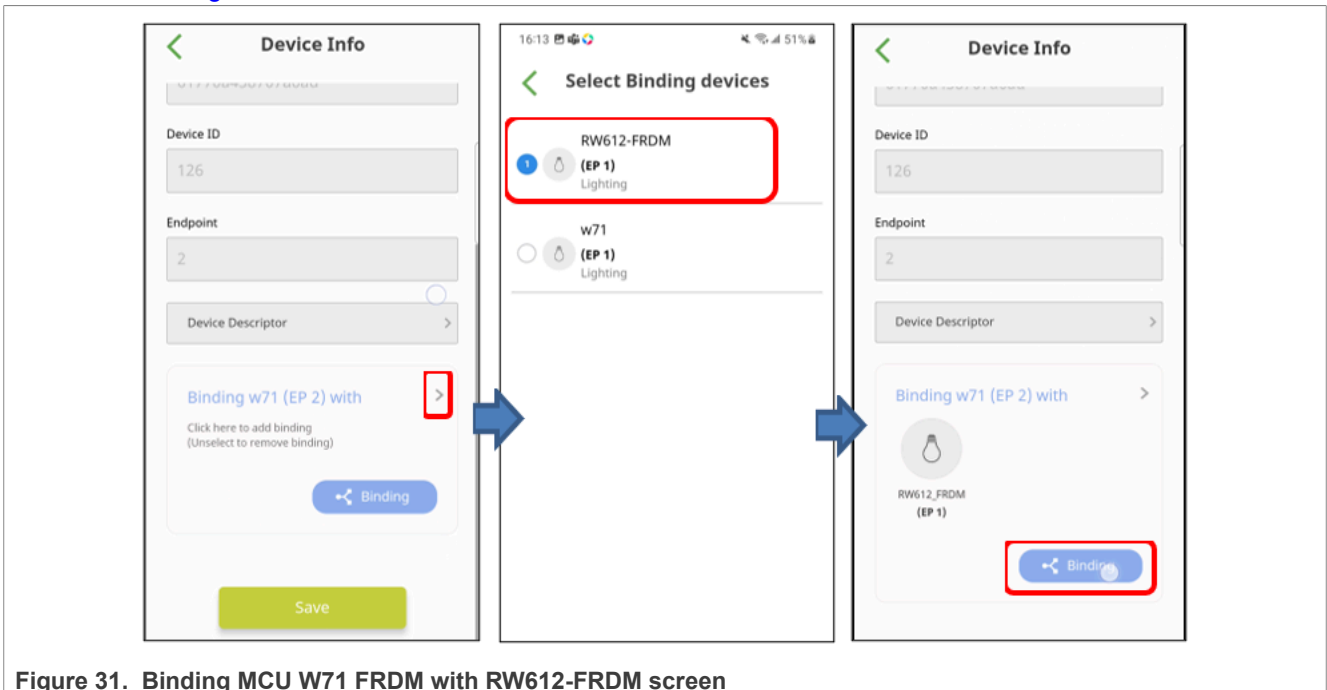 Device Info
Device ID
126
Endpoint
2
Device Descriptor
Binding w71 (EP 2) with
Click here to add binding
(Unselect to remove binding)
Binding
Save
16:13
51%
Select Binding devices
1
RW612-FRDM
(EP 1)
Lighting
w71
(EP 1)
Lighting
Device Info
Device ID
126
Endpoint
2
Device Descriptor
Binding w71 (EP 2) with
RW612_FRDM
(EP 1)
Binding
Figure 31. Binding MCU W71 FRDM with RW612-FRDM screen